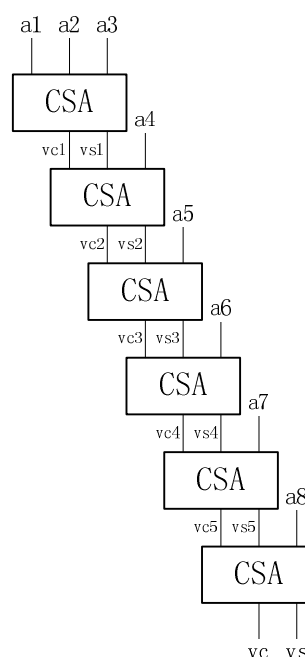 a1 a2 a3
CSA
a4
vc1 vs1
CSA
a5
vc2 vs2
CSA
a6
vc3 vs3
CSA
a7
vc4 vs4
CSA
a8
vc5 vs5
CSA
vc vs